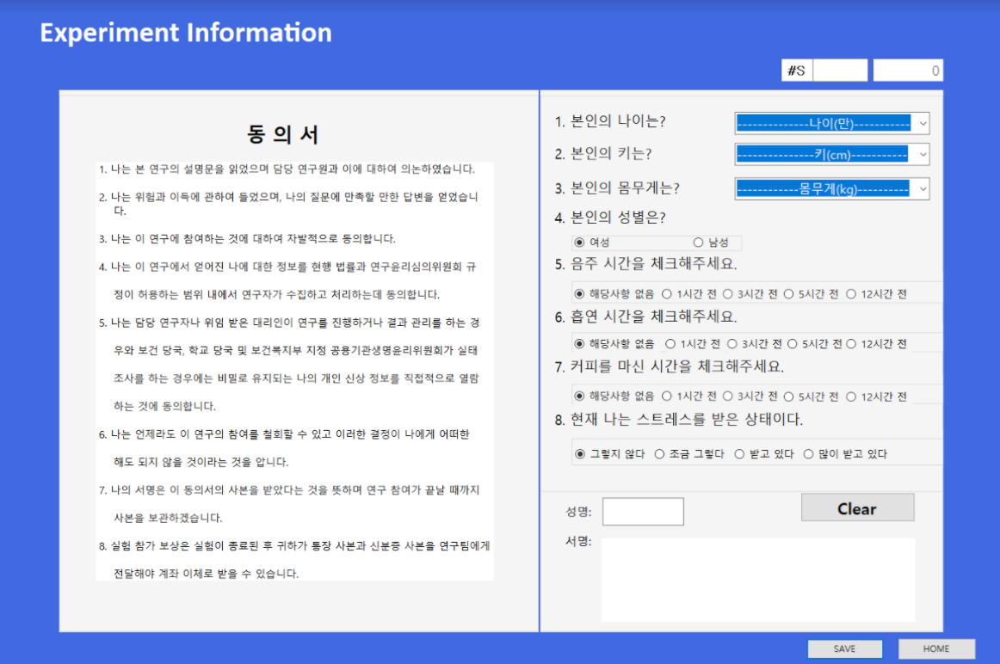 Experiment Information
#S
0
동 의 서
1. 나는 본 연구의 설명문을 읽었으며 담당 연구원과 이에 대하여 의논하였습니다.
2. 나는 위험과 이득에 관하여 들었으며, 나의 질문에 만족할 만한 답변을 얻었습니
다.
3. 나는 이 연구에 참여하는 것에 대하여 자발적으로 동의합니다.
4. 나는 이 연구에서 얻어진 나에 대한 정보를 현행 법률과 연구윤리심의위원회 규
정이 허용하는 범위 내에서 연구자가 수집하고 처리하는데 동의합니다.
5. 나는 담당 연구자나 위임 받은 대리인이 연구를 진행하거나 결과 관리를 하는 경
우와 보건 당국, 학교 당국 및 보건복지부 지정 공용기관생명윤리위원회가 실태
조사를 하는 경우에는 비밀로 유지되는 나의 개인 신상 정보를 직접적으로 열람
하는 것에 동의합니다.
6. 나는 언제라도 이 연구의 참여를 철회할 수 있고 이러한 결정이 나에게 어떠한
해도 되지 않을 것이라는 것을 압니다.
7. 나의 서명은 이 동의서의 사본을 받았다는 것을 뜻하며 연구 참여가 끝날 때까지
사본을 보관하겠습니다.
8. 실험 참가 보상은 실험이 종료된 후 귀하가 통장 사본과 신분증 사본을 연구팀에게
전달해야 계좌 이체로 받을 수 있습니다.
1. 본인의 나이는?
--------------나이(만)-----------
2. 본인의 키는?
---------------키(cm)-----------
3. 본인의 몸무게는?
------------몸무게(kg)----------
4. 본인의 성별은?
여성 남성
5. 음주 시간을 체크해주세요.
해당사항 없음 1시간 전 3시간 전 5시간 전 12시간 전
6. 흡연 시간을 체크해주세요.
해당사항 없음 1시간 전 3시간 전 5시간 전 12시간 전
7. 커피를 마신 시간을 체크해주세요.
해당사항 없음 1시간 전 3시간 전 5시간 전 12시간 전
8. 현재 나는 스트레스를 받은 상태이다.
그렇지 않다 조금 그렇다 받고 있다 많이 받고 있다
성명:
Clear
서명:
SAVE
HOME